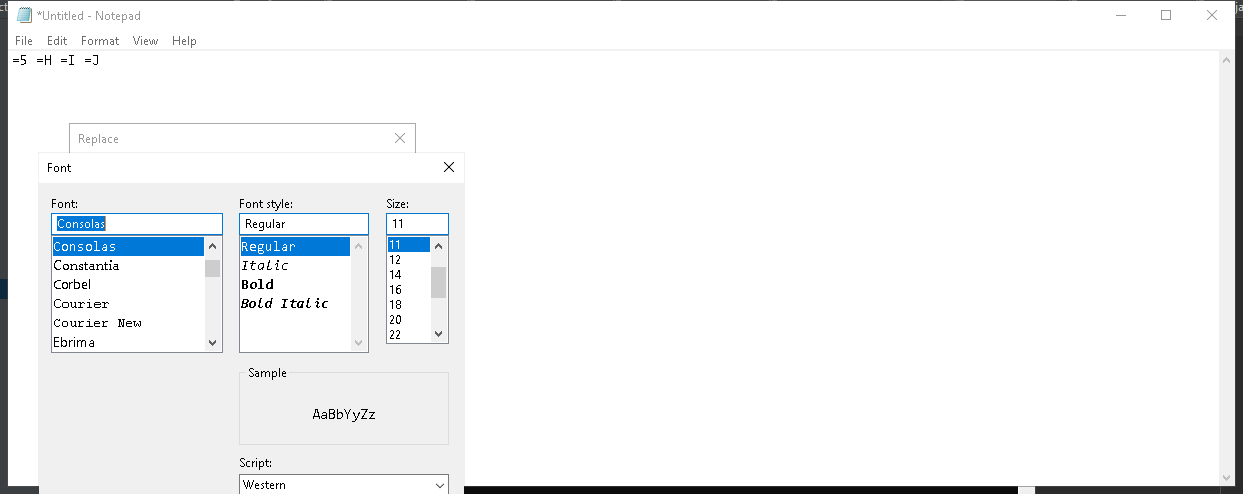 *Untitled - Notepad
File Edit Format View Help
=5 =H =I =J
Replace
Font
Font: Font style: Size:
Consolas Regular 11
Consolas Regular 11
Constantia Italic 12
Corbel Bold 14
Courier Bold Italic 16
Courier New 18
Ebrima 20
22
Sample
AaBbYyZz
Script:
Western